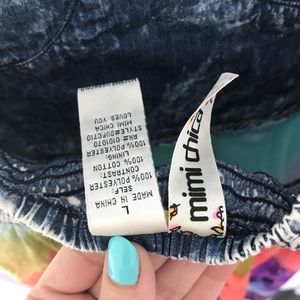 L
MADE IN CHINA
SELF:
100% POLYESTER
CONTRAST:
100% COTTON
LINING:
100% POLYESTER
MIMI CHICA
LOVES YOU
mimi chica